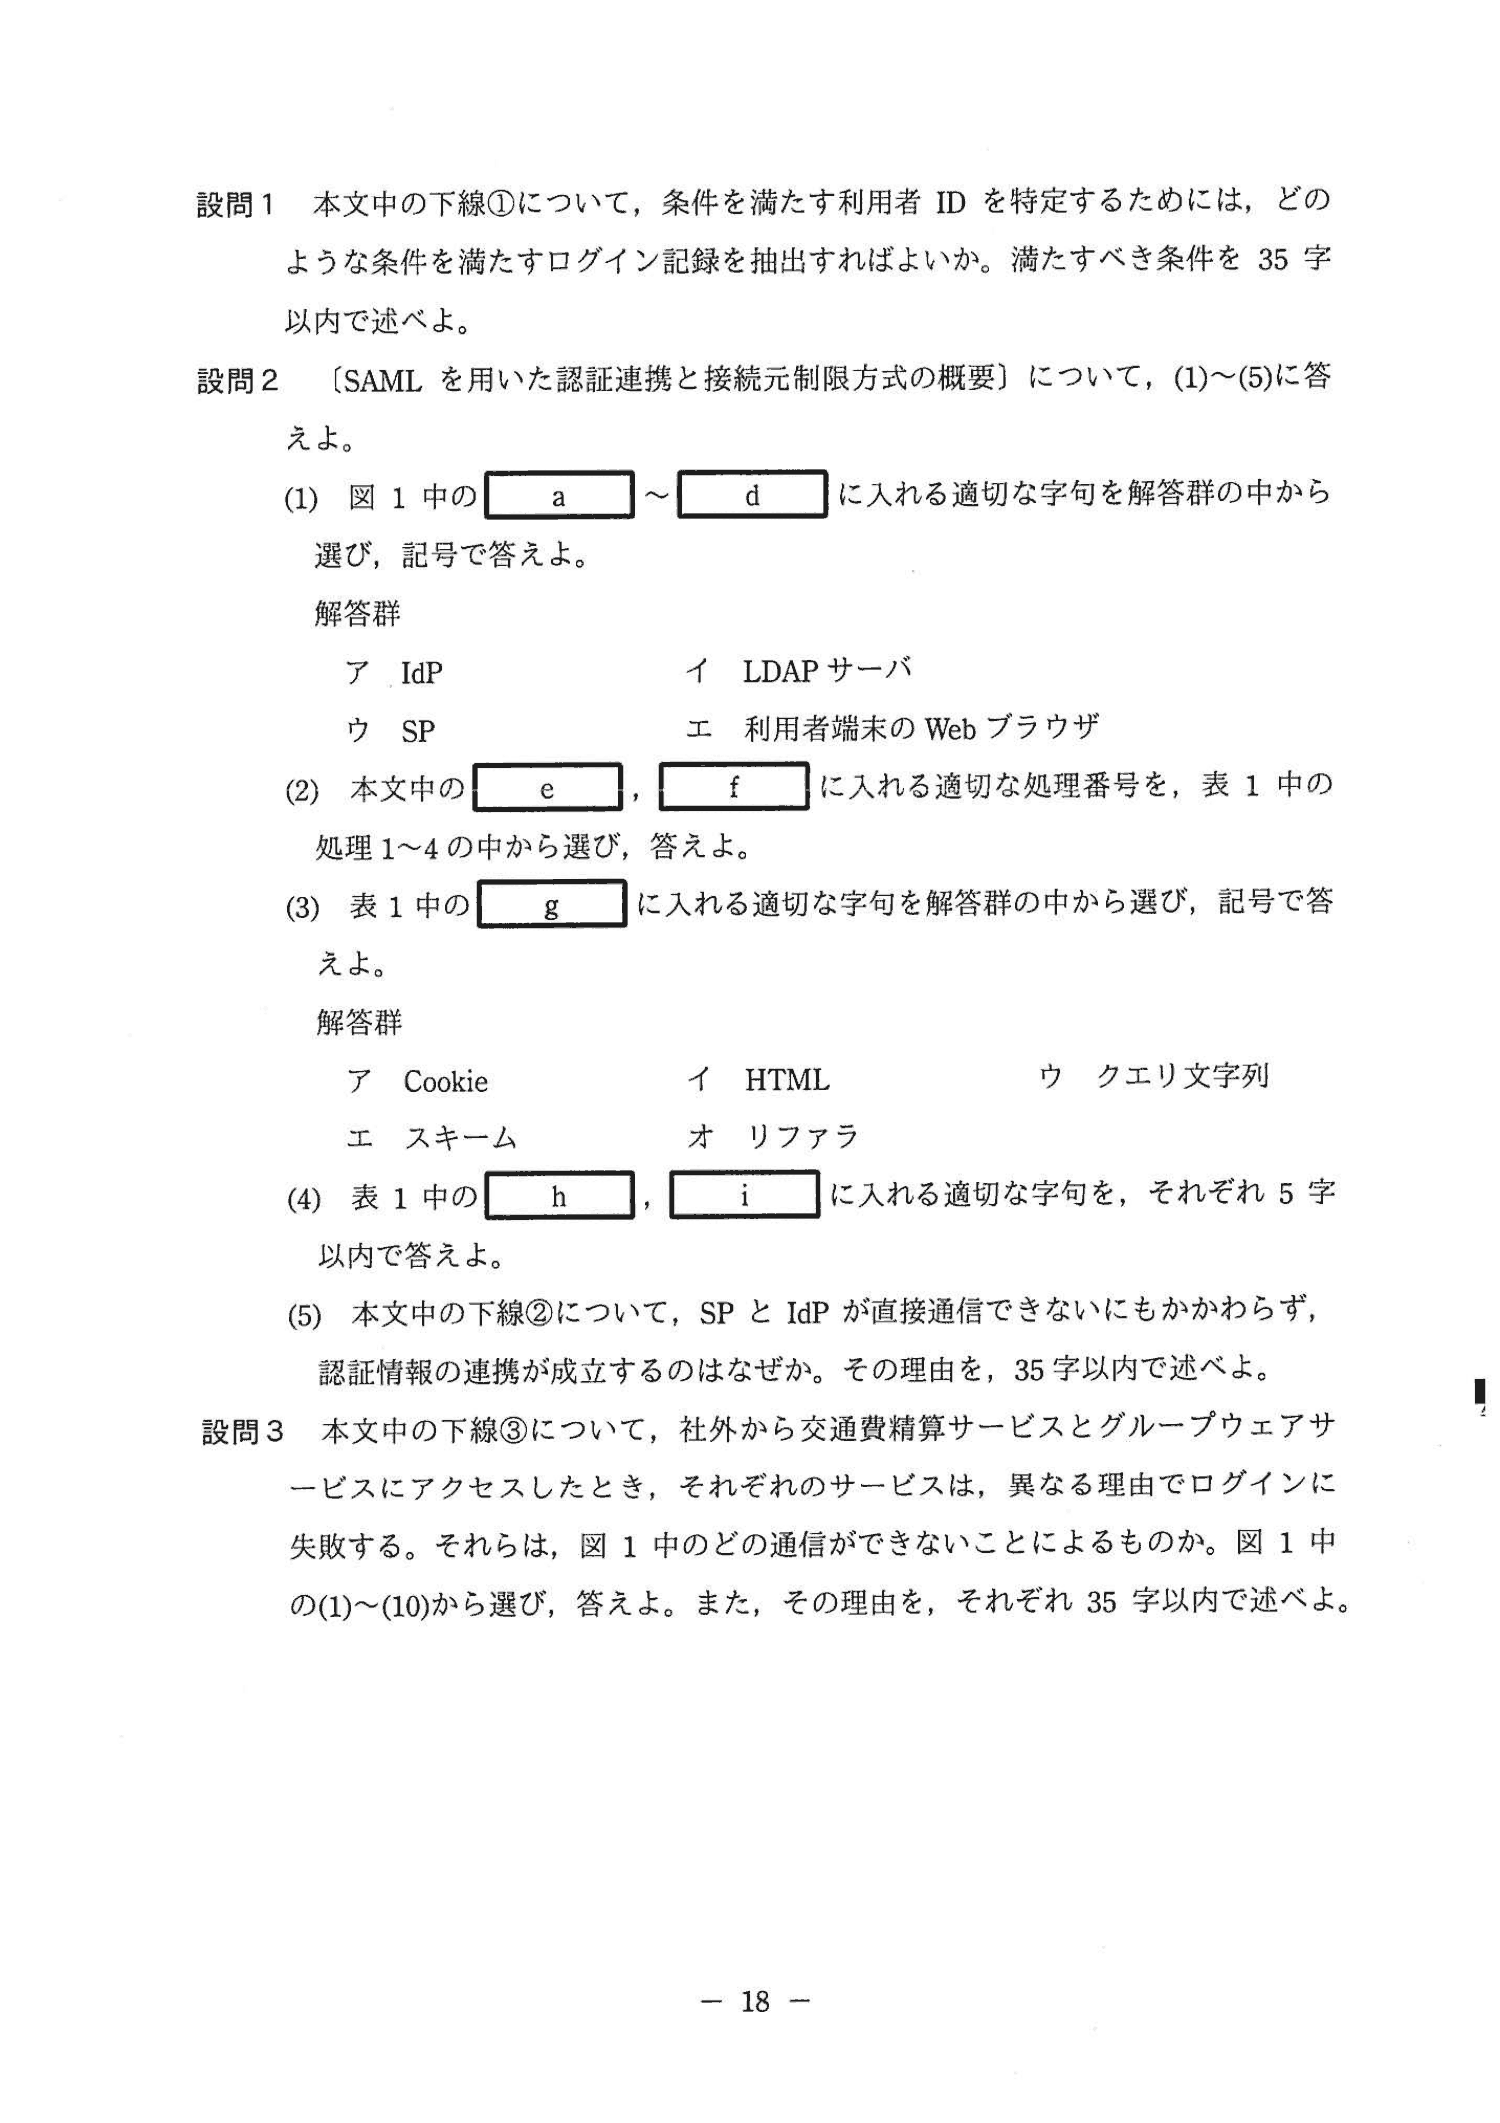 設問1　本文中の下線①について，条件を満たす利用者 ID を特定するためには，どの
ような条件を満たすログイン記録を抽出すればよいか。満たすべき条件を 35 字
以内で述べよ。
設問2　〔SAML を用いた認証連携と接続元制限方式の概要〕について，(1)～(5)に答
えよ。
(1)　図 1 中の a ～ d に入れる適切な字句を解答群の中から
選び，記号で答えよ。
解答群
ア　IdP　イ　LDAP サーバ
ウ　SP　エ　利用者端末の Web ブラウザ
(2)　本文中の e ， f に入れる適切な処理番号を，表 1 中の
処理 1～4 の中から選び，答えよ。
(3)　表 1 中の g に入れる適切な字句を解答群の中から選び，記号で答
えよ。
解答群
ア　Cookie　イ　HTML　ウ　クエリ文字列
エ　スキーム　オ　リファラ
(4)　表 1 中の h ， i に入れる適切な字句を，それぞれ 5 字
以内で答えよ。
(5)　本文中の下線②について，SP と IdP が直接通信できないにもかかわらず，
認証情報の連携が成立するのはなぜか。その理由を，35 字以内で述べよ。
設問3　本文中の下線③について，社外から交通費精算サービスとグループウェアサ
ービスにアクセスしたとき，それぞれのサービスは，異なる理由でログインに
失敗する。それらは，図 1 中のどの通信ができないことによるものか。図 1 中
の(1)～(10)から選び，答えよ。また，その理由を，それぞれ 35 字以内で述べよ。
－ 18 －